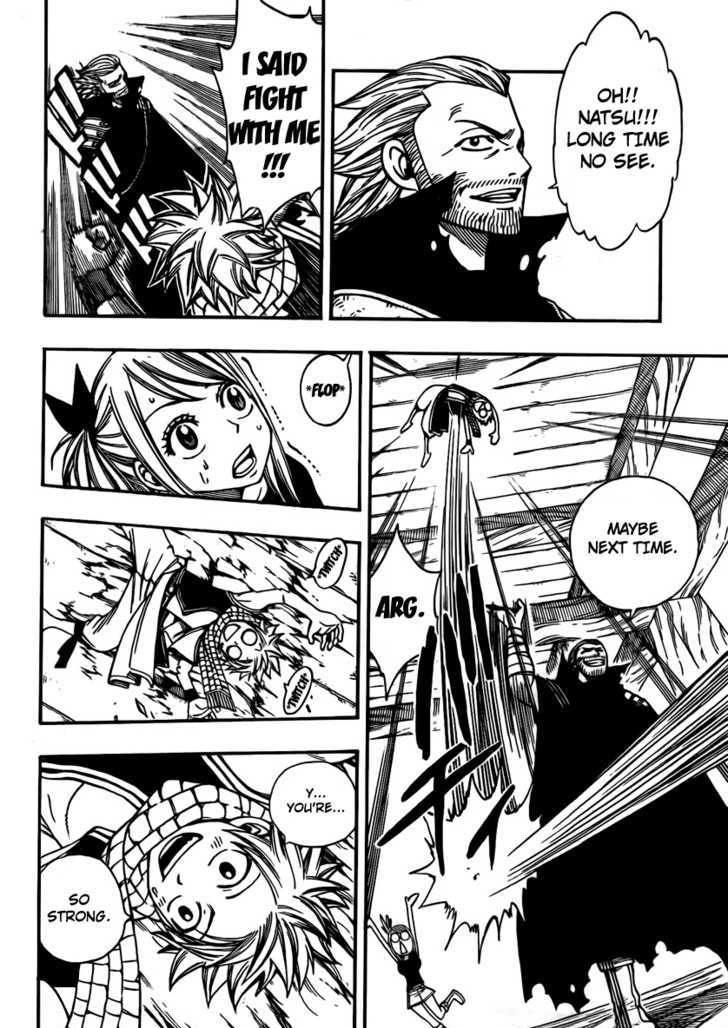 OH!!
NATSU!!!
LONG TIME
NO SEE.
I SAID
FIGHT
WITH ME
!!!
MAYBE
NEXT TIME.
ARG.
*FLOP*
*TWITCH*
*TWITCH*
Y...
YOU'RE...
SO
STRONG.